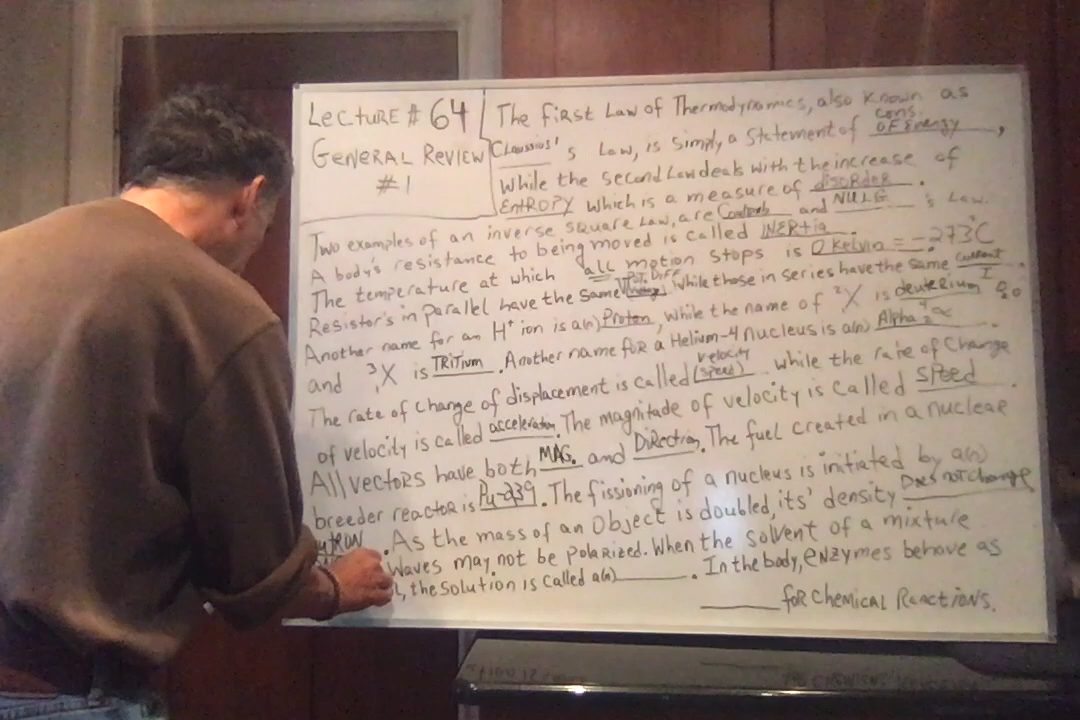 Lecture # 64
General Review
#1
The first Law of Thermodynamics, also known as
Clausius' s Law, is simply a statement of cons. of Energy,
while the second Law deals with the increase of
Entropy which is a measure of disorder.
Two examples of an inverse square Law, are Coulomb and NULG 's Law.
A body's resistance to being moved is called INERtia.
The temperature at which all motion stops is 0 Kelvin = -273°C
Resistor's in parallel have the same Pot. Diff, while those in series have the same current I.
Another name for an H⁺ ion is a(n) Proton, while the name of ²X is deuterium
and ³X is TRITium. Another name for a Helium-4 nucleus is a(n) Alpha ⁴₂α.
The rate of change of displacement is called velocity (speed) while the rate of change
of velocity is called acceleration. The magnitude of velocity is called speed.
All vectors have both MAG. and Direction. The fuel created in a nuclear
breeder reactor is Pu-239. The fissioning of a nucleus is initiated by a(n)
utron. As the mass of an Object is doubled, its' density Does not change
waves may not be polarized. When the solvent of a mixture
, the solution is called a(n)______. In the body, enzymes behave as
______ for Chemical Reactions.